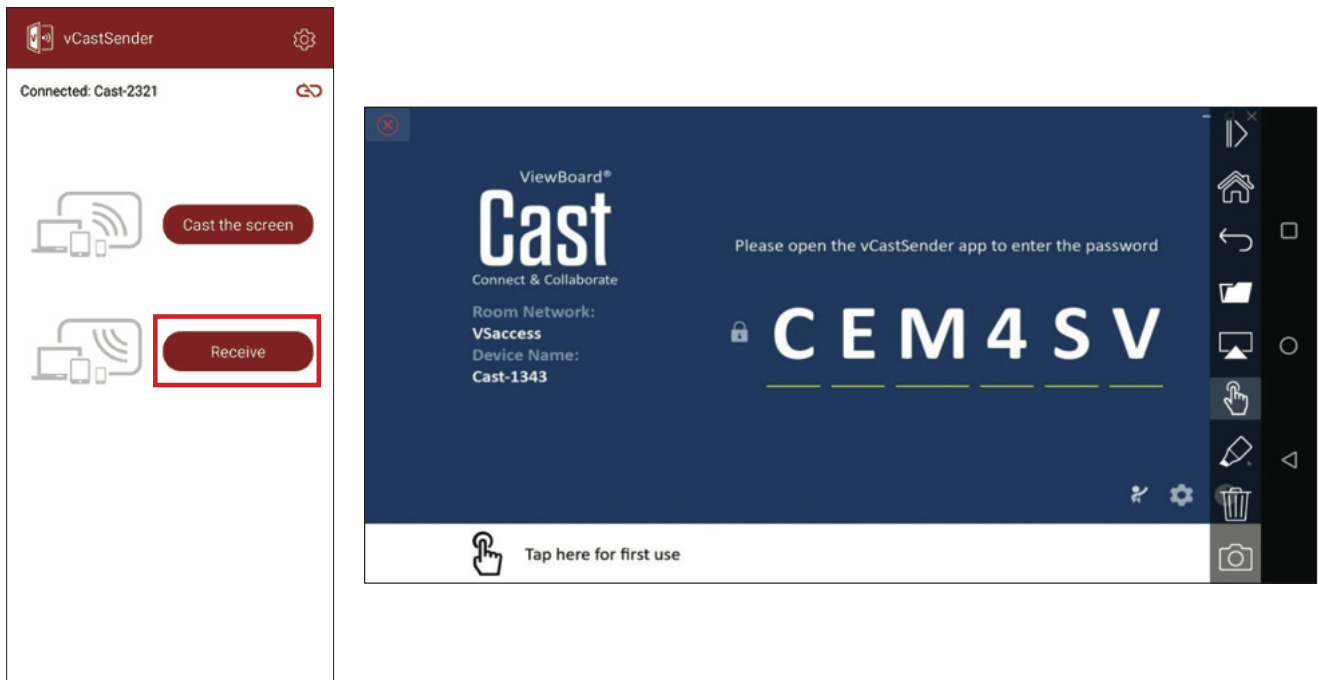 vCastSender
Connected: Cast-2321
Cast the screen
Receive
ViewBoard®
Cast
Connect & Collaborate
Room Network:
VSaccess
Device Name:
Cast-1343
Please open the vCastSender app to enter the password
CEM4SV
Tap here for first use